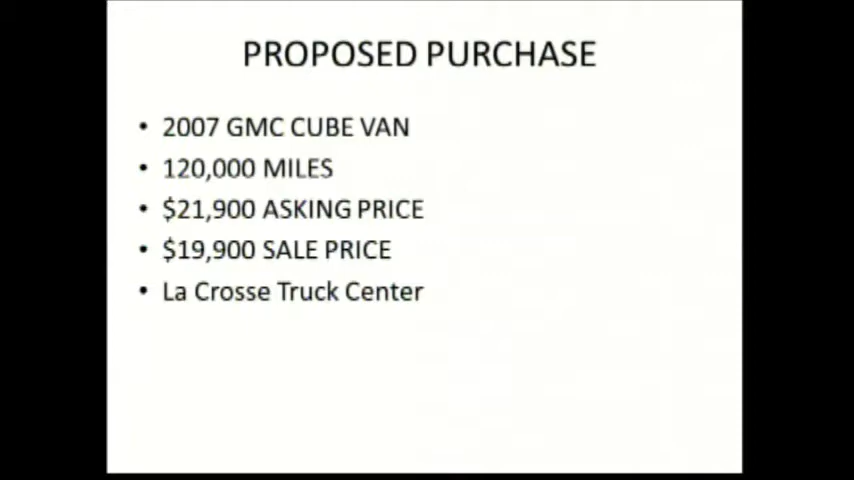 PROPOSED PURCHASE
• 2007 GMC CUBE VAN
• 120,000 MILES
• $21,900 ASKING PRICE
• $19,900 SALE PRICE
• La Crosse Truck Center